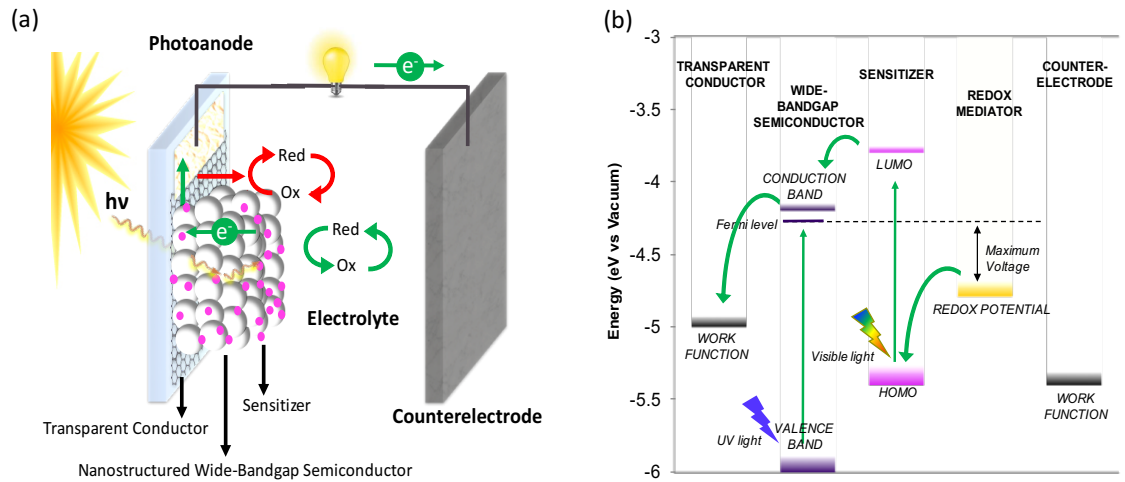 (a)
Photoanode
e-
hν
Red
Ox
e-
Red
Ox
Electrolyte
Sensitizer
Counterelectrode
Transparent Conductor
Nanostructured Wide-Bandgap Semiconductor
(b)
Energy (eV vs Vacuum)
-3
-3.5
-4
-4.5
-5
-5.5
-6
TRANSPARENT
CONDUCTOR
WIDE-
BANDGAP
SEMICONDUCTOR
SENSITIZER
REDOX
MEDIATOR
COUNTER-
ELECTRODE
LUMO
CONDUCTION
BAND
Fermi level
Maximum
Voltage
REDOX POTENTIAL
WORK
FUNCTION
Visible light
HOMO
WORK
FUNCTION
UV light
VALENCE
BAND